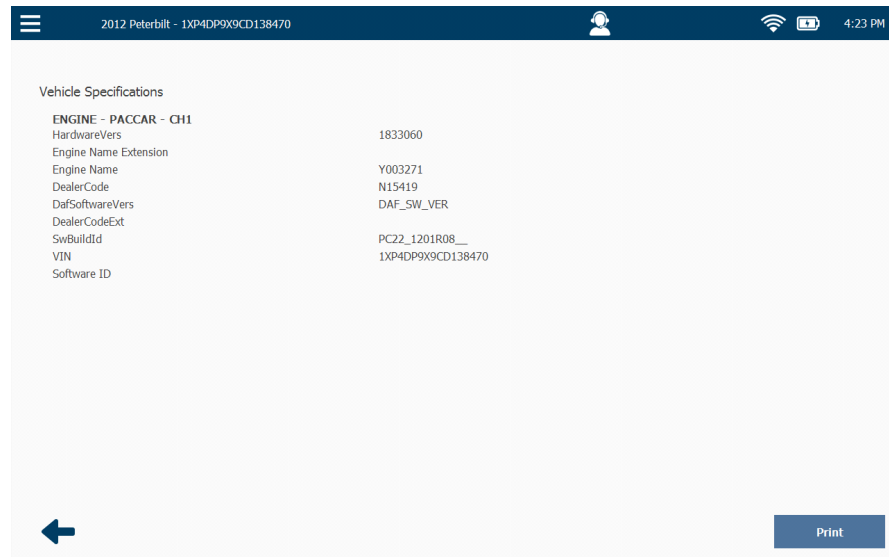 2012 Peterbilt - 1XP4DP9X9CD138470 4:23 PM
Vehicle Specifications
ENGINE - PACCAR - CH1
HardwareVers 1833060
Engine Name Extension
Engine Name Y003271
DealerCode N15419
DafSoftwareVers DAF_SW_VER
DealerCodeExt
SwBuildId PC22_1201R08__
VIN 1XP4DP9X9CD138470
Software ID
Print